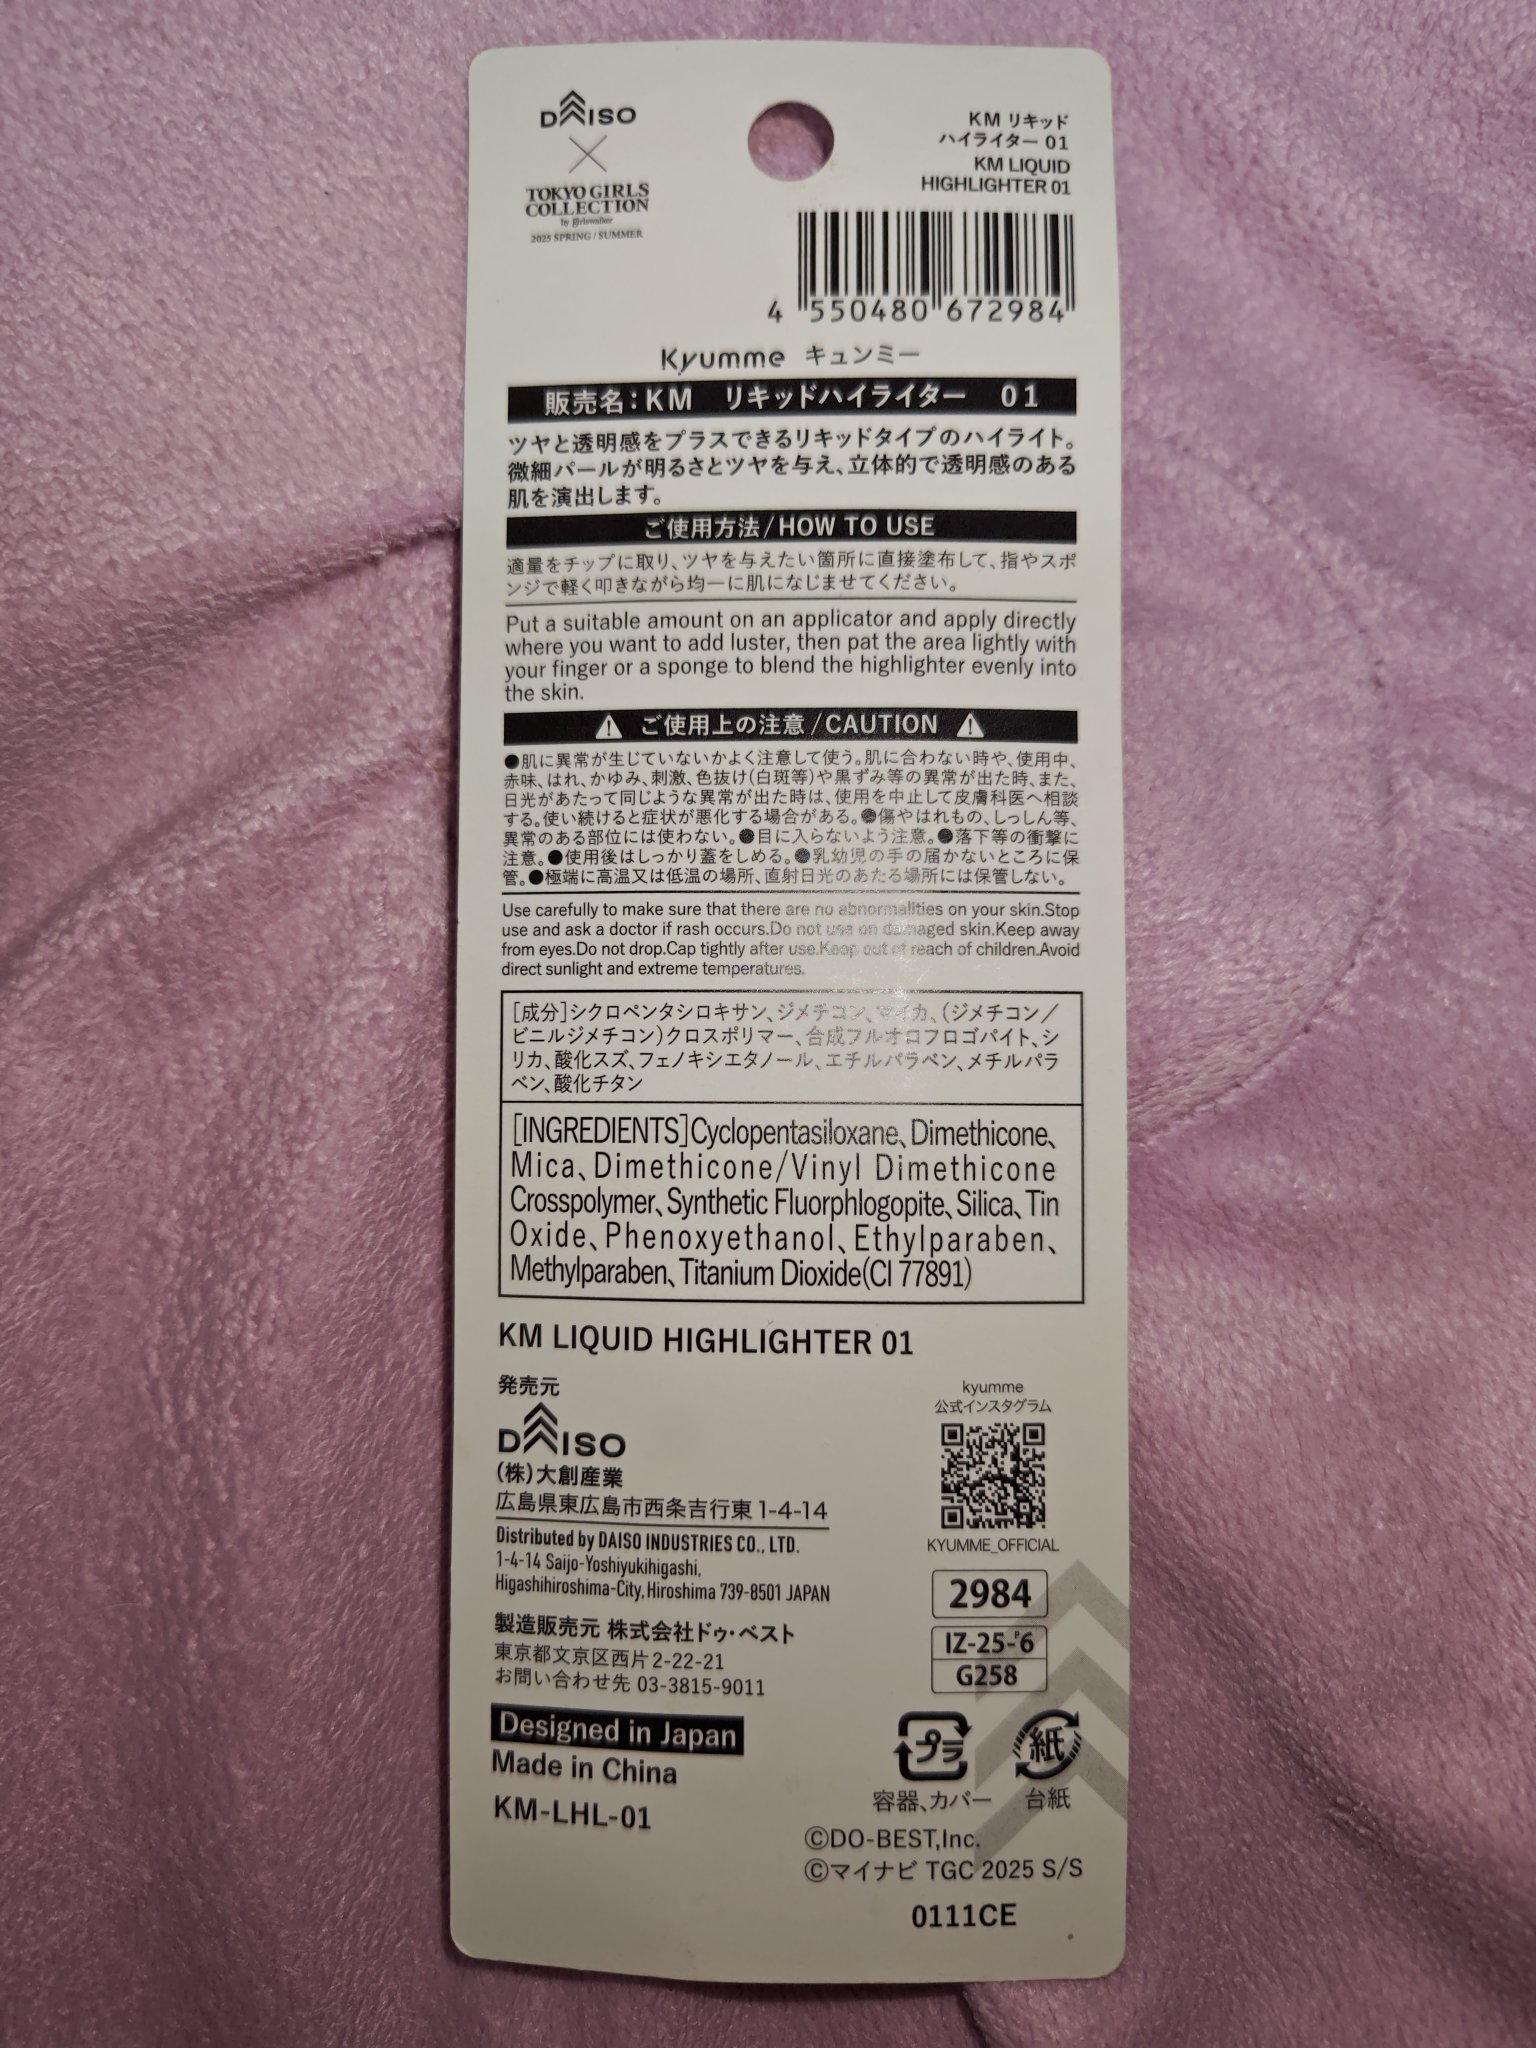 DAISO
TOKYO GIRLS
COLLECTION
by girlswalker
2025 SPRING / SUMMER
KM リキッド
ハイライター 01
KM LIQUID
HIGHLIGHTER 01
4 550480 672984
Kyumme キュンミー
販売名:KM リキッドハイライター 01
ツヤと透明感をプラスできるリキッドタイプのハイライト。
微細パールが明るさとツヤを与え、立体的で透明感のある
肌を演出します。
ご使用方法/HOW TO USE
適量をチップに取り、ツヤを与えたい箇所に直接塗布して、指やスポ
ンジで軽く叩きながら均一に肌になじませてください。
Put a suitable amount on an applicator and apply directly
where you want to add luster, then pat the area lightly with
your finger or a sponge to blend the highlighter evenly into
the skin.
ご使用上の注意/CAUTION
●肌に異常が生じていないかよく注意して使う。肌に合わない時や、使用中、
赤味、はれ、かゆみ、刺激、色抜け(白斑等)や黒ずみ等の異常が出た時、また、
日光があたって同じような異常が出た時は、使用を中止して皮膚科医へ相談
する。使い続けると症状が悪化する場合がある。●傷やはれもの、しっしん等、
異常のある部位には使わない。●目に入らないよう注意。●落下等の衝撃に
注意。●使用後はしっかり蓋をしめる。●乳幼児の手の届かないところに保
管。●極端に高温又は低温の場所、直射日光のあたる場所には保管しない。
Use carefully to make sure that there are no abnormalities on your skin.Stop
use and ask a doctor if rash occurs.Do not use on damaged skin.Keep away
from eyes.Do not drop.Cap tightly after use.Keep out of reach of children.Avoid
direct sunlight and extreme temperatures.
[成分]シクロペンタシロキサン、ジメチコン、マイカ、(ジメチコン/
ビニルジメチコン)クロスポリマー、合成フルオロフロゴパイト、シ
リカ、酸化スズ、フェノキシエタノール、エチルパラベン、メチルパラ
ベン、酸化チタン
[INGREDIENTS]Cyclopentasiloxane、Dimethicone、
Mica、Dimethicone/Vinyl Dimethicone
Crosspolymer、Synthetic Fluorphlogopite、Silica、Tin
Oxide、Phenoxyethanol、Ethylparaben、
Methylparaben、Titanium Dioxide(CI 77891)
KM LIQUID HIGHLIGHTER 01
発売元
DAISO
(株)大創産業
広島県東広島市西条吉行東1-4-14
Distributed by DAISO INDUSTRIES CO., LTD.
1-4-14 Saijo-Yoshiyukihigashi,
Higashihiroshima-City, Hiroshima 739-8501 JAPAN
製造販売元 株式会社ドゥ・ベスト
東京都文京区西片2-22-21
お問い合わせ先 03-3815-9011
Designed in Japan
Made in China
KM-LHL-01
kyumme
公式インスタグラム
KYUMME_OFFICIAL
2984
IZ-25-P6
G258
プラ
紙
容器、カバー
台紙
©DO-BEST,Inc.
©マイナビ TGC 2025 S/S
0111CE